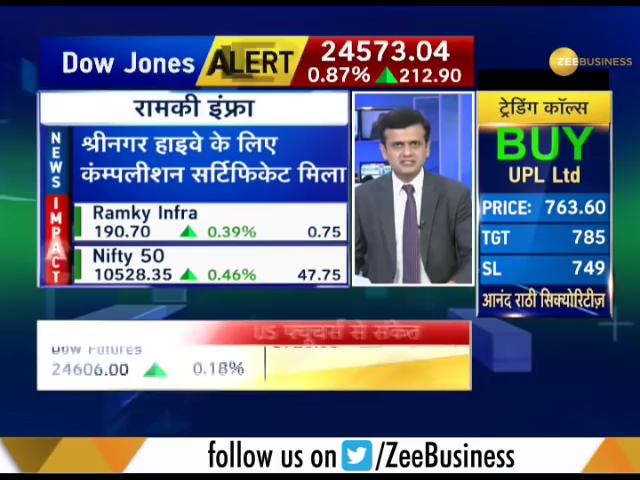 Dow Jones
ALERT
24573.04
0.87% 212.90
ZEEBUSINESS
रामकी इंफ्रा
NEWS IMPACT
श्रीनगर हाइवे के लिए
कंम्पलीशन सर्टिफिकेट मिला
Ramky Infra
190.70 0.39% 0.75
Nifty 50
10528.35 0.46% 47.75
ट्रेडिंग कॉल्स
BUY
UPL Ltd
PRICE: 763.60
TGT 785
SL 749
आनंद राठी सिक्योरिटीज़
US फ्यूचर्स से संकेत
Dow Futures
24606.00 0.18%
follow us on /ZeeBusiness